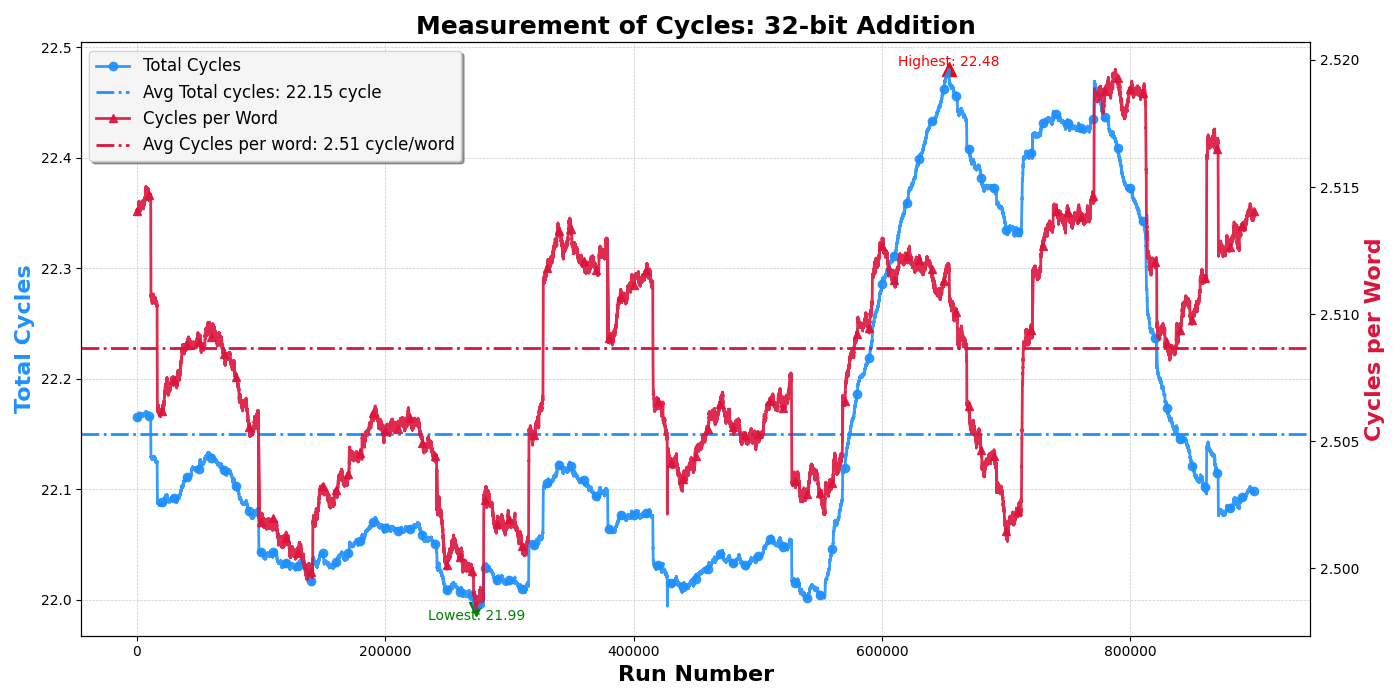 Measurement of Cycles: 32-bit Addition
Total Cycles
Avg Total cycles: 22.15 cycle
Cycles per Word
Avg Cycles per word: 2.51 cycle/word
Highest: 22.48
Lowest: 21.99
22.5
22.4
22.3
22.2
22.1
22.0
Total Cycles
2.520
2.515
2.510
2.505
2.500
Cycles per Word
0
200000
400000
600000
800000
Run Number